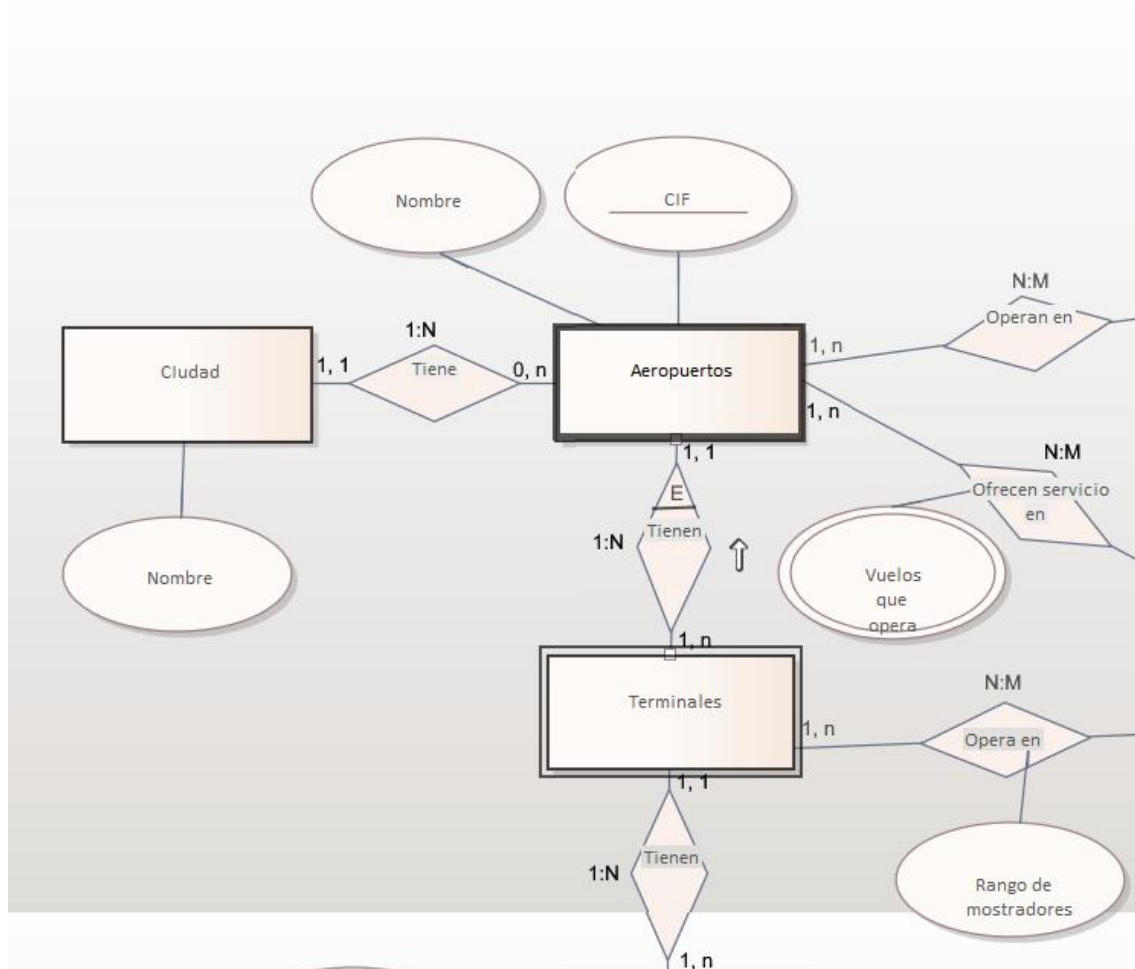 Nombre
CIF
N:M
Operan en
1:N
CIudad
1, 1
Tiene
0, n
Aeropuertos
1, n
1, n
1, 1
N:M
E
Ofrecen servicio
en
1:N
Tienen
Nombre
Vuelos
que
opera
1, n
Terminales
N:M
1, n
Opera en
1, 1
1:N
Tienen
Rango de
mostradores
1, n